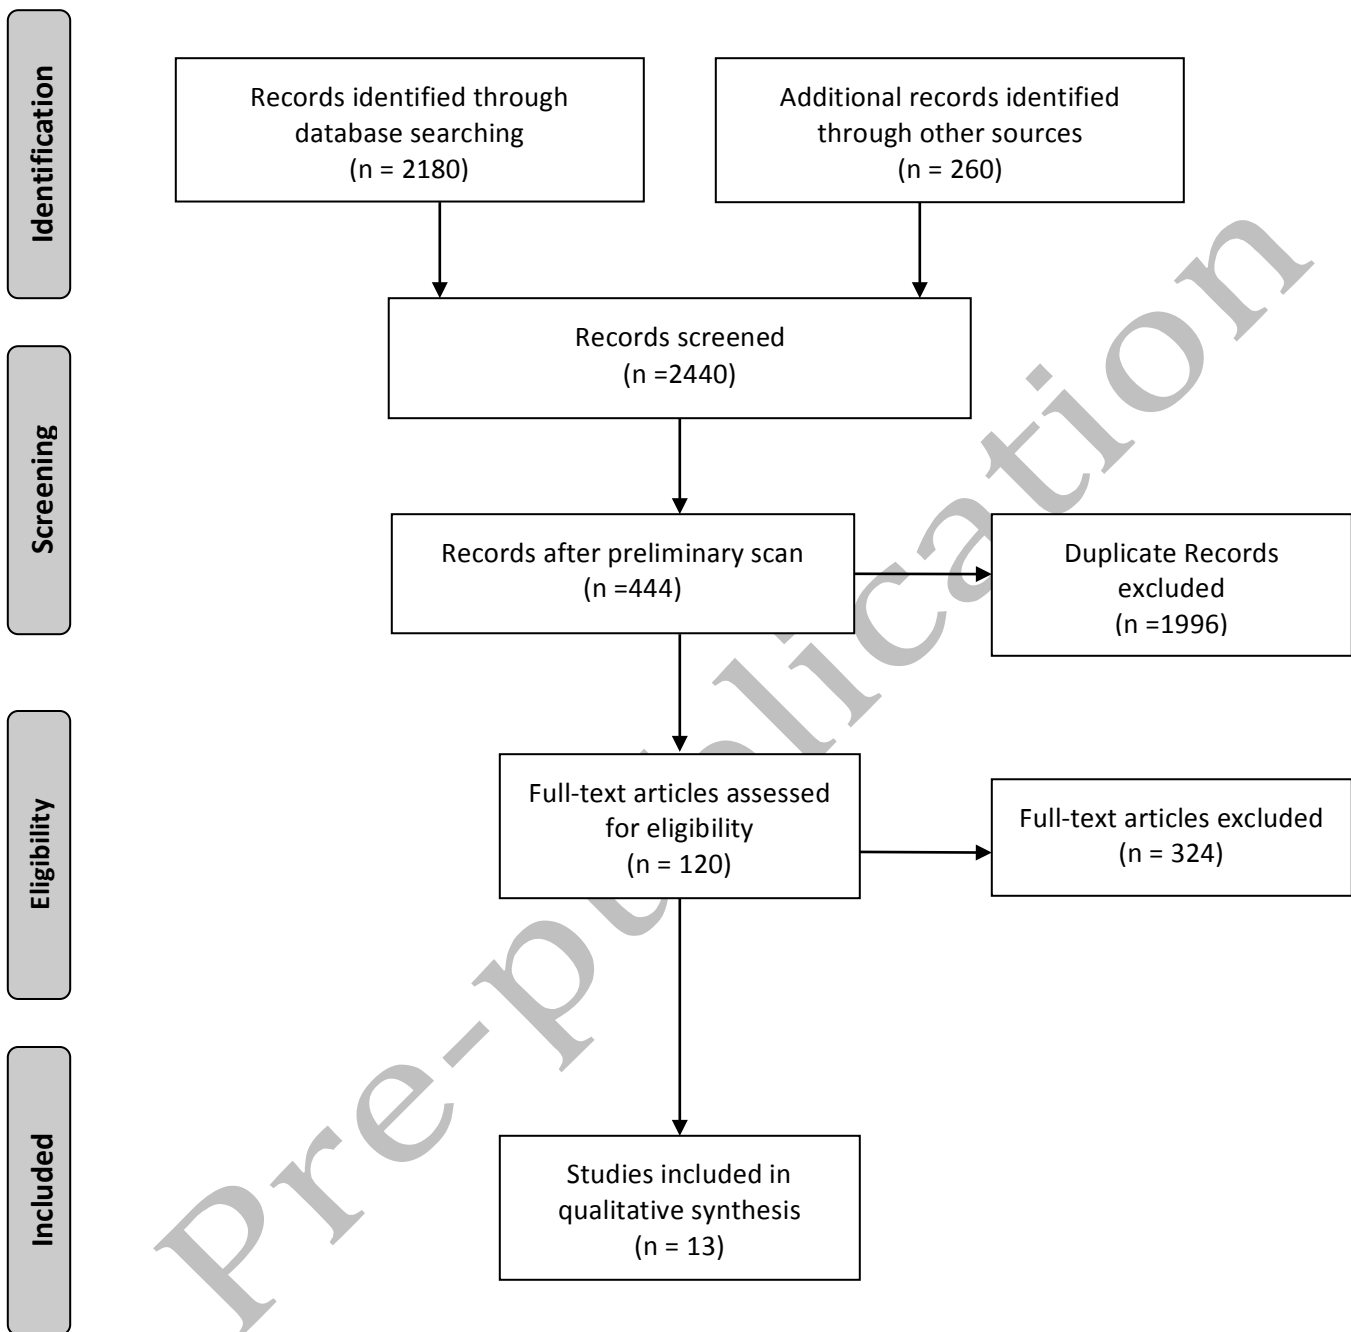 Identification
Records identified through
database searching
(n = 2180)
Additional records identified
through other sources
(n = 260)
Records screened
(n =2440)
Screening
Records after preliminary scan
(n =444)
Duplicate Records
excluded
(n =1996)
Eligibility
Full-text articles assessed
for eligibility
(n = 120)
Full-text articles excluded
(n = 324)
Included
Studies included in
qualitative synthesis
(n = 13)
Pre-publication